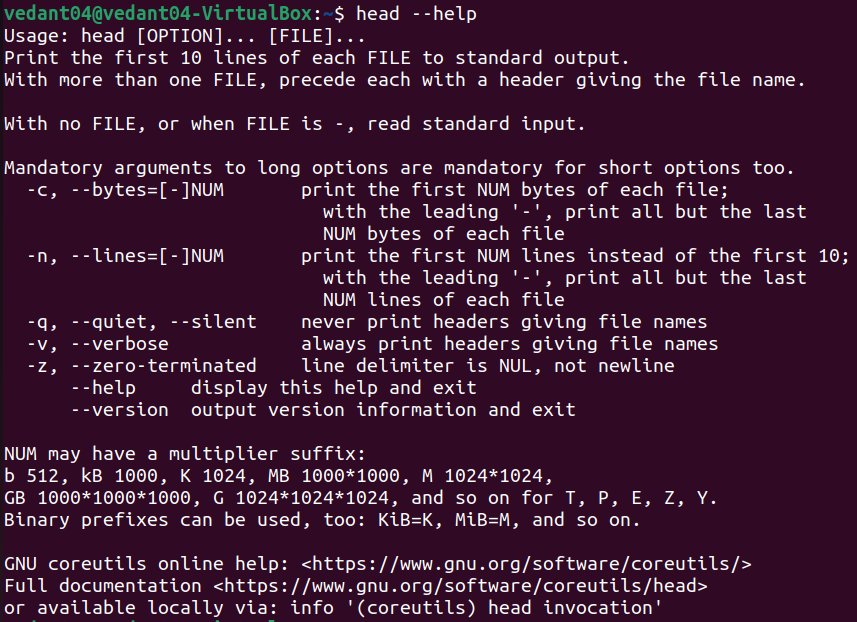 vedant04@vedant04-VirtualBox:~$ head --help
Usage: head [OPTION]... [FILE]...
Print the first 10 lines of each FILE to standard output.
With more than one FILE, precede each with a header giving the file name.

With no FILE, or when FILE is -, read standard input.

Mandatory arguments to long options are mandatory for short options too.
  -c, --bytes=[-]NUM       print the first NUM bytes of each file;
                             with the leading '-', print all but the last
                             NUM bytes of each file
  -n, --lines=[-]NUM       print the first NUM lines instead of the first 10;
                             with the leading '-', print all but the last
                             NUM lines of each file
  -q, --quiet, --silent    never print headers giving file names
  -v, --verbose            always print headers giving file names
  -z, --zero-terminated    line delimiter is NUL, not newline
      --help     display this help and exit
      --version  output version information and exit

NUM may have a multiplier suffix:
b 512, kB 1000, K 1024, MB 1000*1000, M 1024*1024,
GB 1000*1000*1000, G 1024*1024*1024, and so on for T, P, E, Z, Y.
Binary prefixes can be used, too: KiB=K, MiB=M, and so on.

GNU coreutils online help: <https://www.gnu.org/software/coreutils/>
Full documentation <https://www.gnu.org/software/coreutils/head>
or available locally via: info '(coreutils) head invocation'